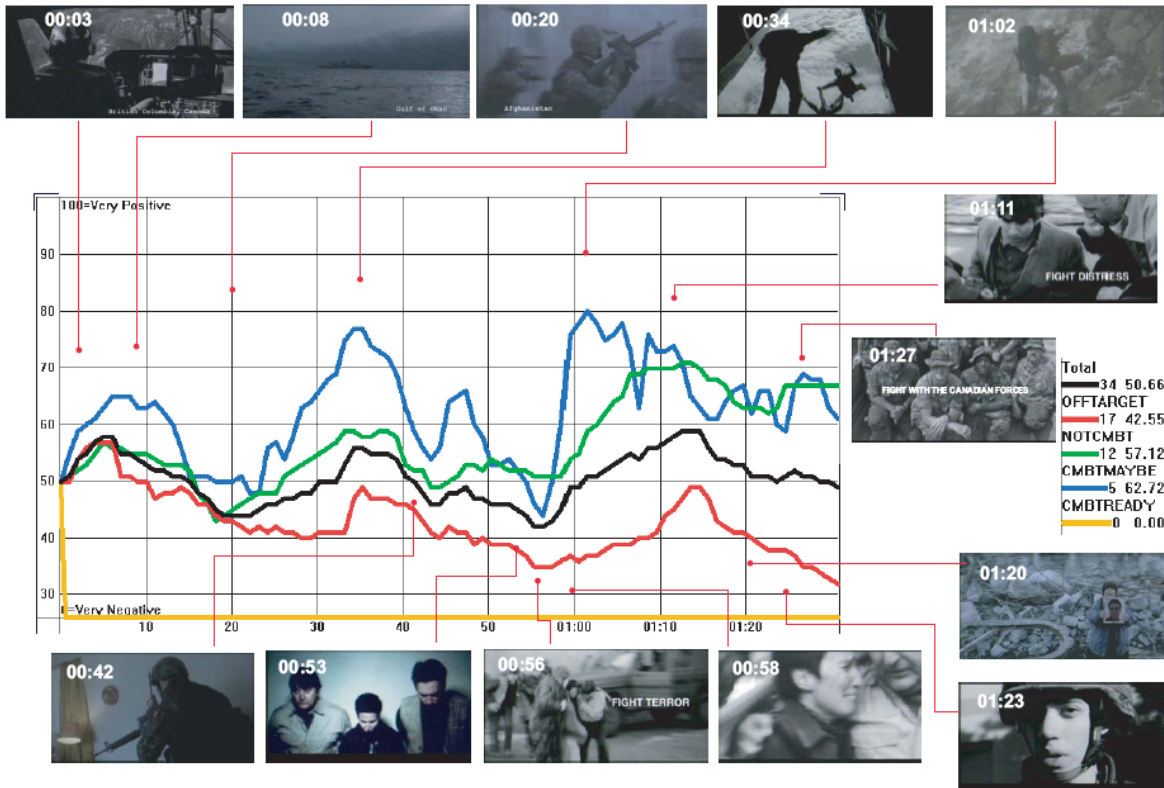 00:03
British Columbia, Canada
00:08
Gulf of Oman
00:20
Afghanistan
00:34
01:02
100=Very Positive
90
80
70
60
50
40
30
=Very Negative
10
20
30
40
50
01:00
01:10
01:20
01:11
FIGHT DISTRESS
01:27
FIGHT WITH THE CANADIAN FORCES
Total
34 50.66
OFFTARGET
17 42.55
NOTCMBT
12 57.12
CMBTMAYBE
5 62.72
CMBTREADY
0 0.00
01:20
01:23
00:42
00:53
00:56
FIGHT TERROR
00:58